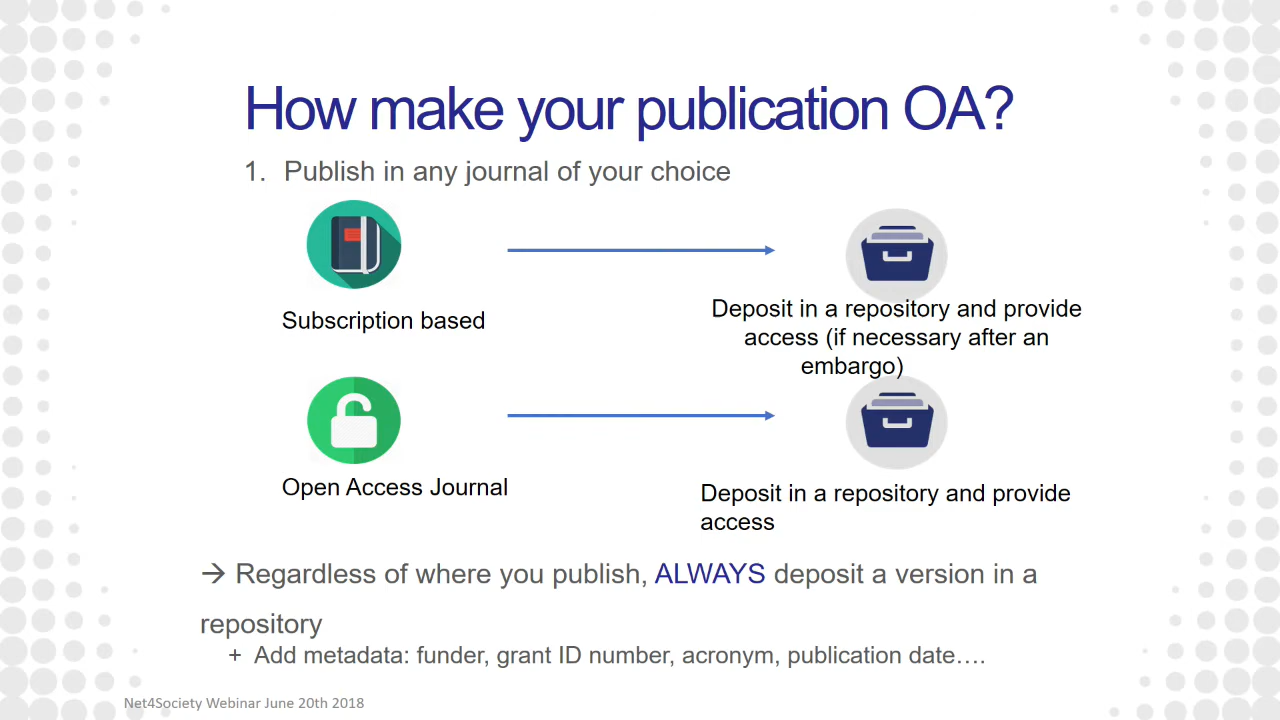 How make your publication OA?
1. Publish in any journal of your choice
Subscription based
Deposit in a repository and provide
access (if necessary after an
embargo)
Open Access Journal
Deposit in a repository and provide
access
→ Regardless of where you publish, ALWAYS deposit a version in a
repository
+ Add metadata: funder, grant ID number, acronym, publication date….
Net4Society Webinar June 20th 2018